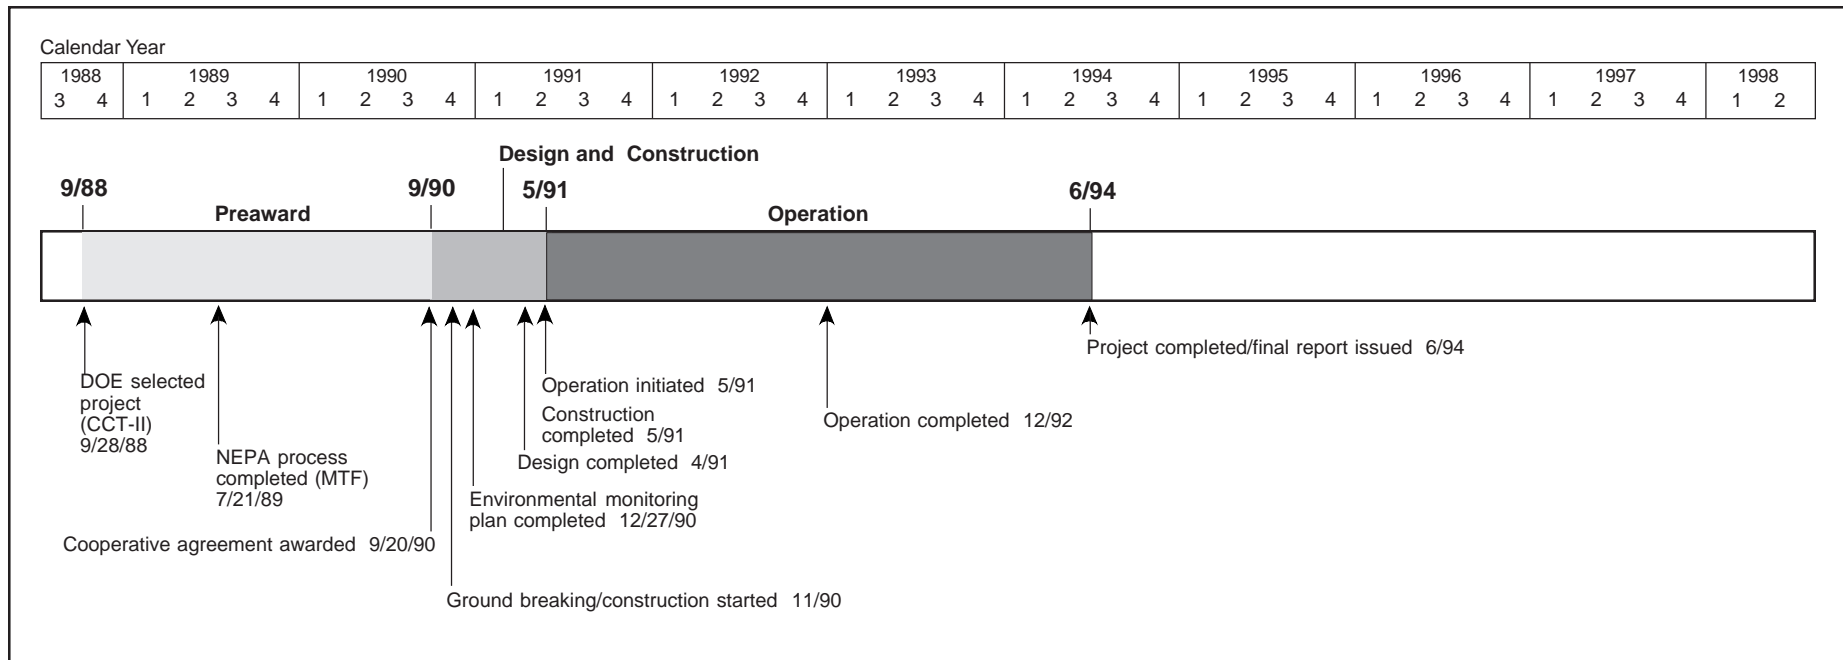 Calendar Year
1988 1989 1990 1991 1992 1993 1994 1995 1996 1997 1998
3 4 1 2 3 4 1 2 3 4 1 2 3 4 1 2 3 4 1 2 3 4 1 2 3 4 1 2 3 4 1 2 3 4 1 2 3 4 1 2
Design and Construction
9/88 9/90 5/91 6/94
Preaward Operation
DOE selected
project
(CCT-II)
9/28/88
NEPA process
completed (MTF)
7/21/89
Cooperative agreement awarded 9/20/90
Ground breaking/construction started 11/90
Environmental monitoring
plan completed 12/27/90
Design completed 4/91
Operation initiated 5/91
Construction
completed 5/91
Operation completed 12/92
Project completed/final report issued 6/94